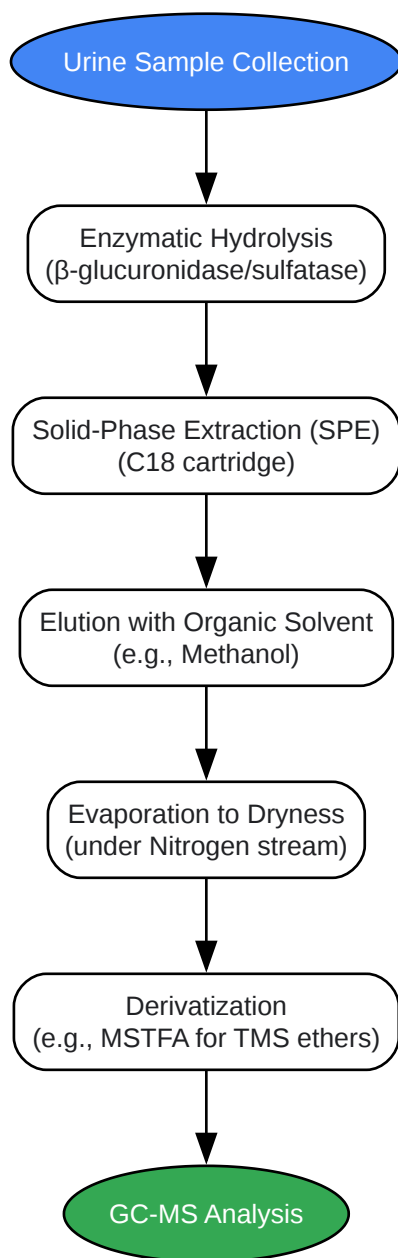 Urine Sample Collection
Enzymatic Hydrolysis
(β-glucuronidase/sulfatase)
Solid-Phase Extraction (SPE)
(C18 cartridge)
Elution with Organic Solvent
(e.g., Methanol)
Evaporation to Dryness
(under Nitrogen stream)
Derivatization
(e.g., MSTFA for TMS ethers)
GC-MS Analysis